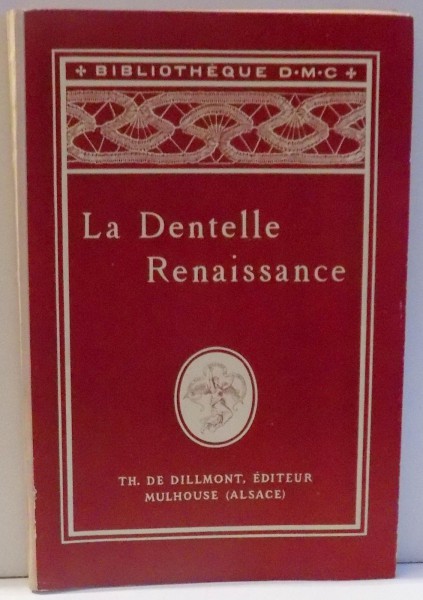 BIBLIOTHÈQUE D·M·C
La Dentelle
Renaissance
TH. DE DILLMONT, ÉDITEUR
MULHOUSE (ALSACE)